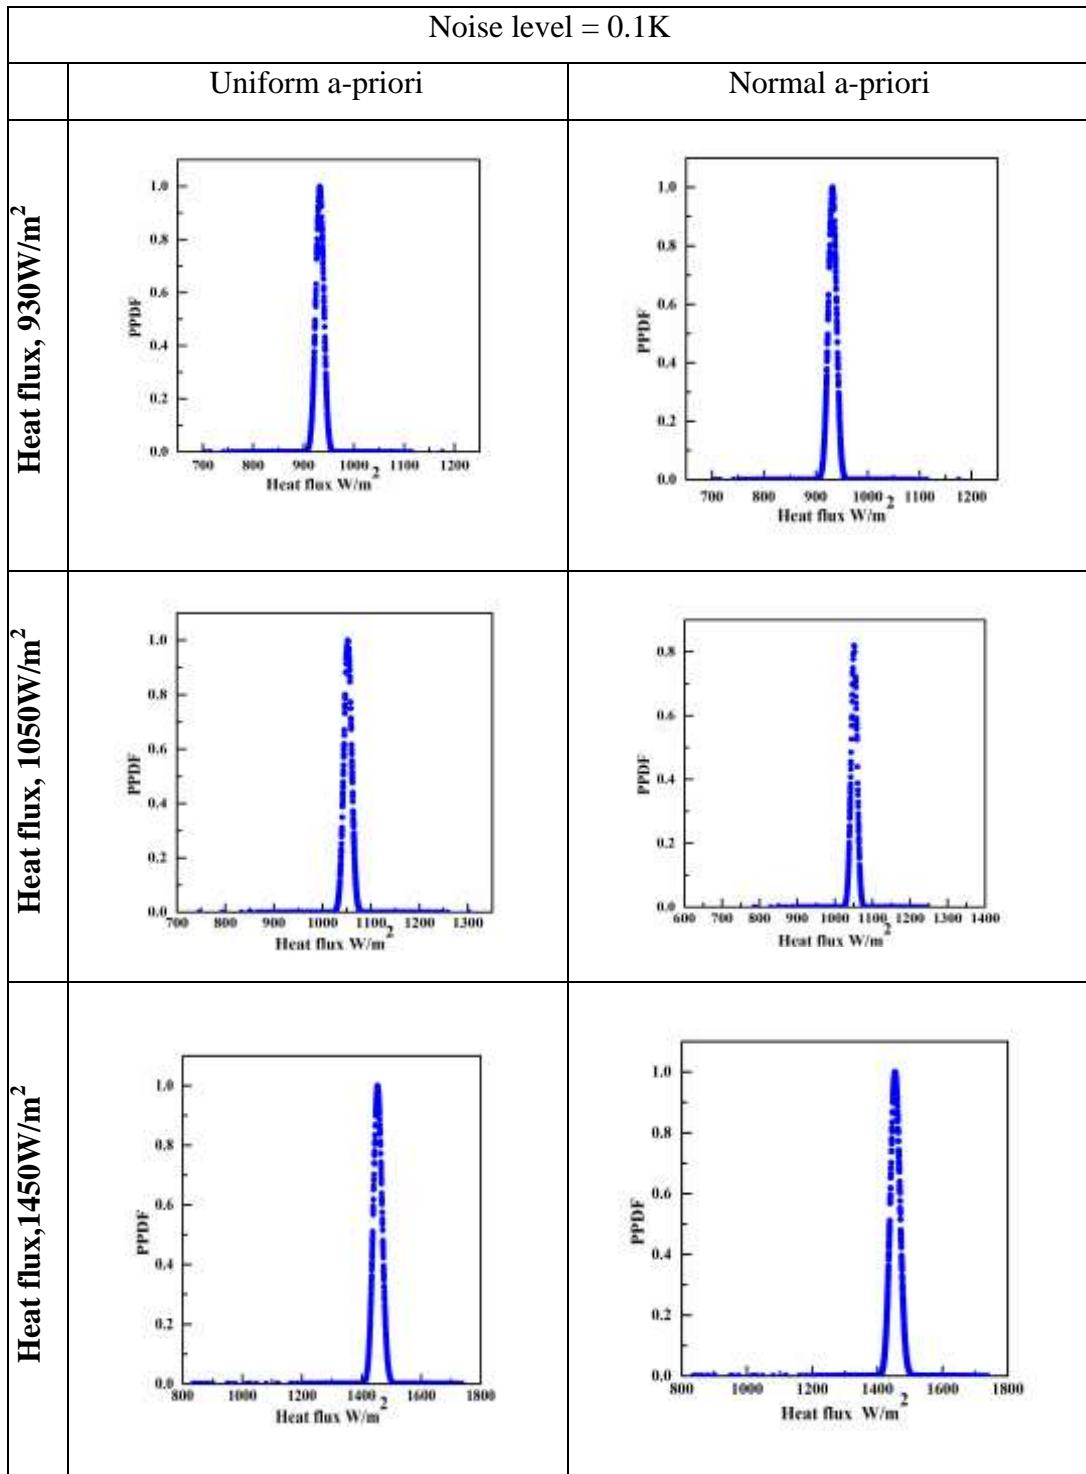 Noise level = 0.1K
Uniform a-priori
Normal a-priori
Heat flux, 930W/m²
1.0
0.8
0.6
0.4
0.2
0.0
PPDF
700 800 900 1000 1100 1200
Heat flux W/m²
1.0
0.8
0.6
0.4
0.2
0.0
PPDF
700 800 900 1000 1100 1200
Heat flux W/m²
Heat flux, 1050W/m²
1.0
0.8
0.6
0.4
0.2
0.0
PPDF
700 800 900 1000 1100 1200 1300
Heat flux W/m²
0.8
0.6
0.4
0.2
0.0
PPDF
600 700 800 900 1000 1100 1200 1300 1400
Heat flux W/m²
Heat flux,1450W/m²
1.0
0.8
0.6
0.4
0.2
0.0
PPDF
800 1000 1200 1400 1600 1800
Heat flux W/m²
1.0
0.8
0.6
0.4
0.2
0.0
PPDF
800 1000 1200 1400 1600 1800
Heat flux W/m²